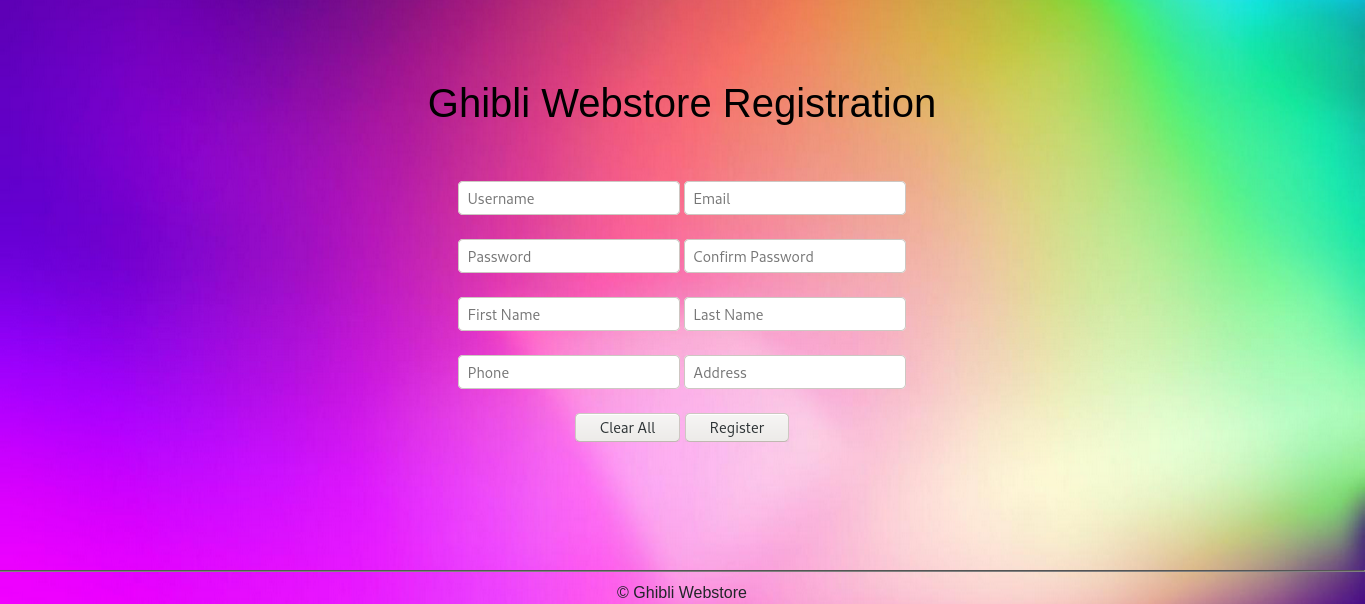 Ghibli Webstore Registration
Username Email
Password Confirm Password
First Name Last Name
Phone Address
Clear All Register
© Ghibli Webstore